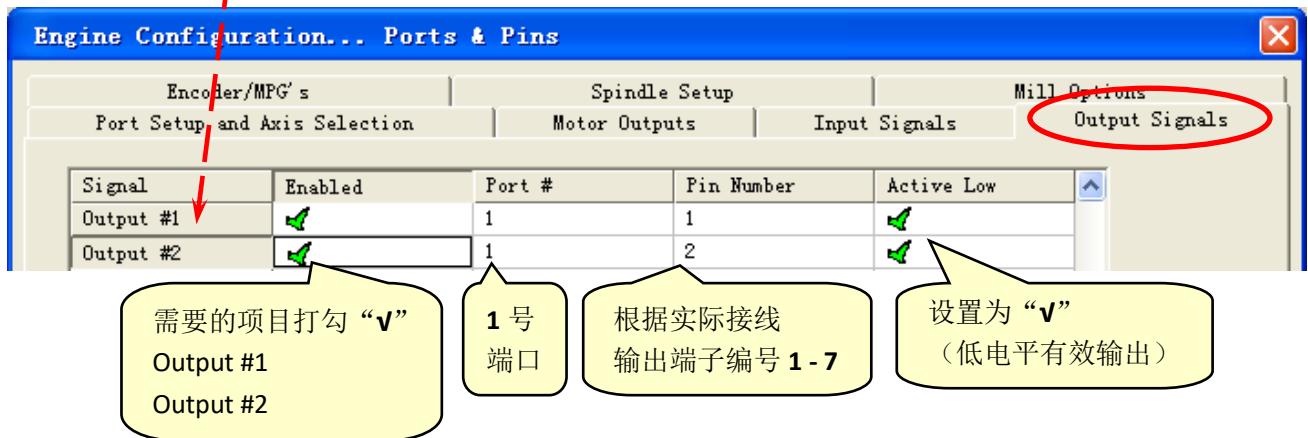 Engine Configuration... Ports & Pins
Encoder/MPG's Spindle Setup Mill Options
Port Setup and Axis Selection Motor Outputs Input Signals Output Signals
Signal Enabled Port # Pin Number Active Low
Output #1 1 1
Output #2 1 2
需要的项目打勾“√”
Output #1
Output #2
1 号
端口
根据实际接线
输出端子编号 1 - 7
设置为“√”
（低电平有效输出）